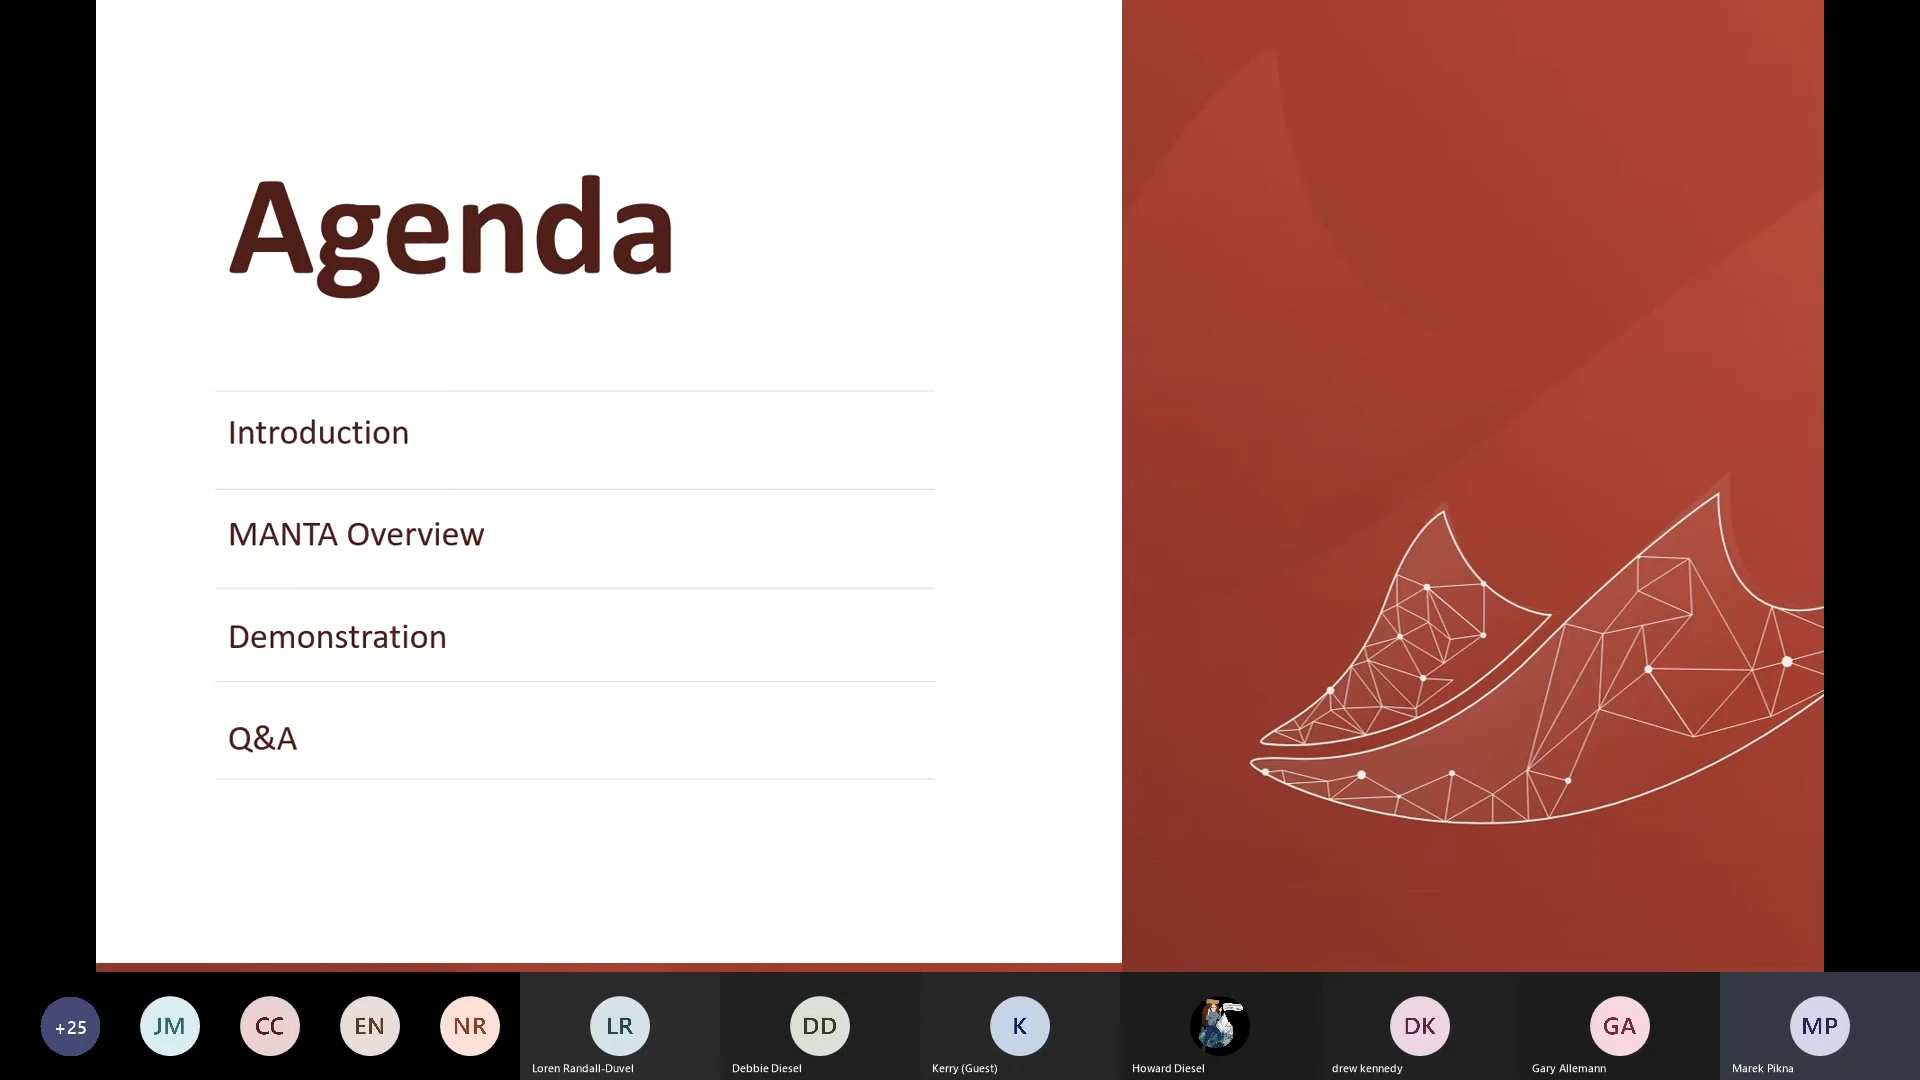 Agenda
Introduction
MANTA Overview
Demonstration
Q&A
+25
JM
CC
EN
NR
LR
DD
K
DK
GA
MP
Loren Randall-Duvel
Debbie Diesel
Kerry (Guest)
Howard Diesel
drew kennedy
Gary Allemann
Marek Pikna